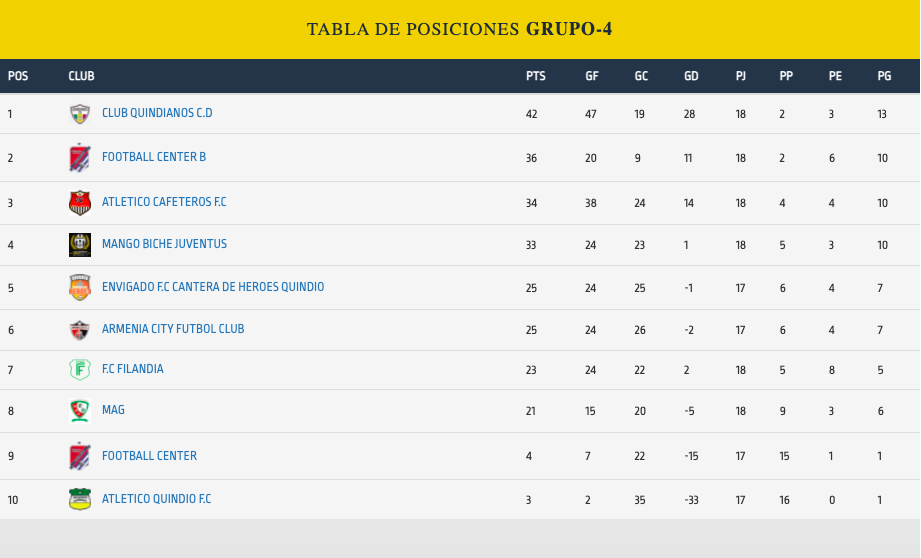 TABLA DE POSICIONES GRUPO-4
POS CLUB PTS GF GC GD PJ PP PE PG
1 CLUB QUINDIANOS C.D 42 47 19 28 18 2 3 13
2 FOOTBALL CENTER B 36 20 9 11 18 2 6 10
3 ATLETICO CAFETEROS F.C 34 38 24 14 18 4 4 10
4 MANGO BICHE JUVENTUS 33 24 23 1 18 5 3 10
5 ENVIGADO F.C CANTERA DE HEROES QUINDIO 25 24 25 -1 17 6 4 7
6 ARMENIA CITY FUTBOL CLUB 25 24 26 -2 17 6 4 7
7 F.C FILANDIA 23 24 22 2 18 5 8 5
8 MAG 21 15 20 -5 18 9 3 6
9 FOOTBALL CENTER 4 7 22 -15 17 15 1 1
10 ATLETICO QUINDIO F.C 3 2 35 -33 17 16 0 1